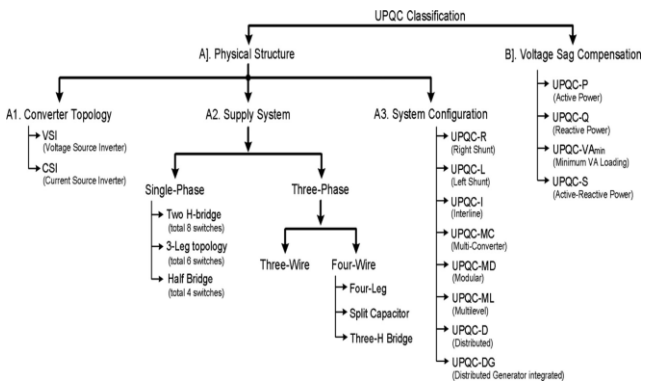 UPQC Classification
A]. Physical Structure
B]. Voltage Sag Compensation
A1. Converter Topology
VSI
(Voltage Source Inverter)
CSI
(Current Source Inverter)
A2. Supply System
Single-Phase
Two H-bridge
(total 8 switches)
3-Leg topology
(total 6 switches)
Half Bridge
(total 4 switches)
Three-Phase
Three-Wire
Four-Wire
Four-Leg
Split Capacitor
Three-H Bridge
A3. System Configuration
UPQC-R
(Right Shunt)
UPQC-L
(Left Shunt)
UPQC-I
(Interline)
UPQC-MC
(Multi-Converter)
UPQC-MD
(Modular)
UPQC-ML
(Multilevel)
UPQC-D
(Distributed)
UPQC-DG
(Distributed Generator integrated)
UPQC-P
(Active Power)
UPQC-Q
(Reactive Power)
UPQC-VAmin
(Minimum VA Loading)
UPQC-S
(Active-Reactive Power)